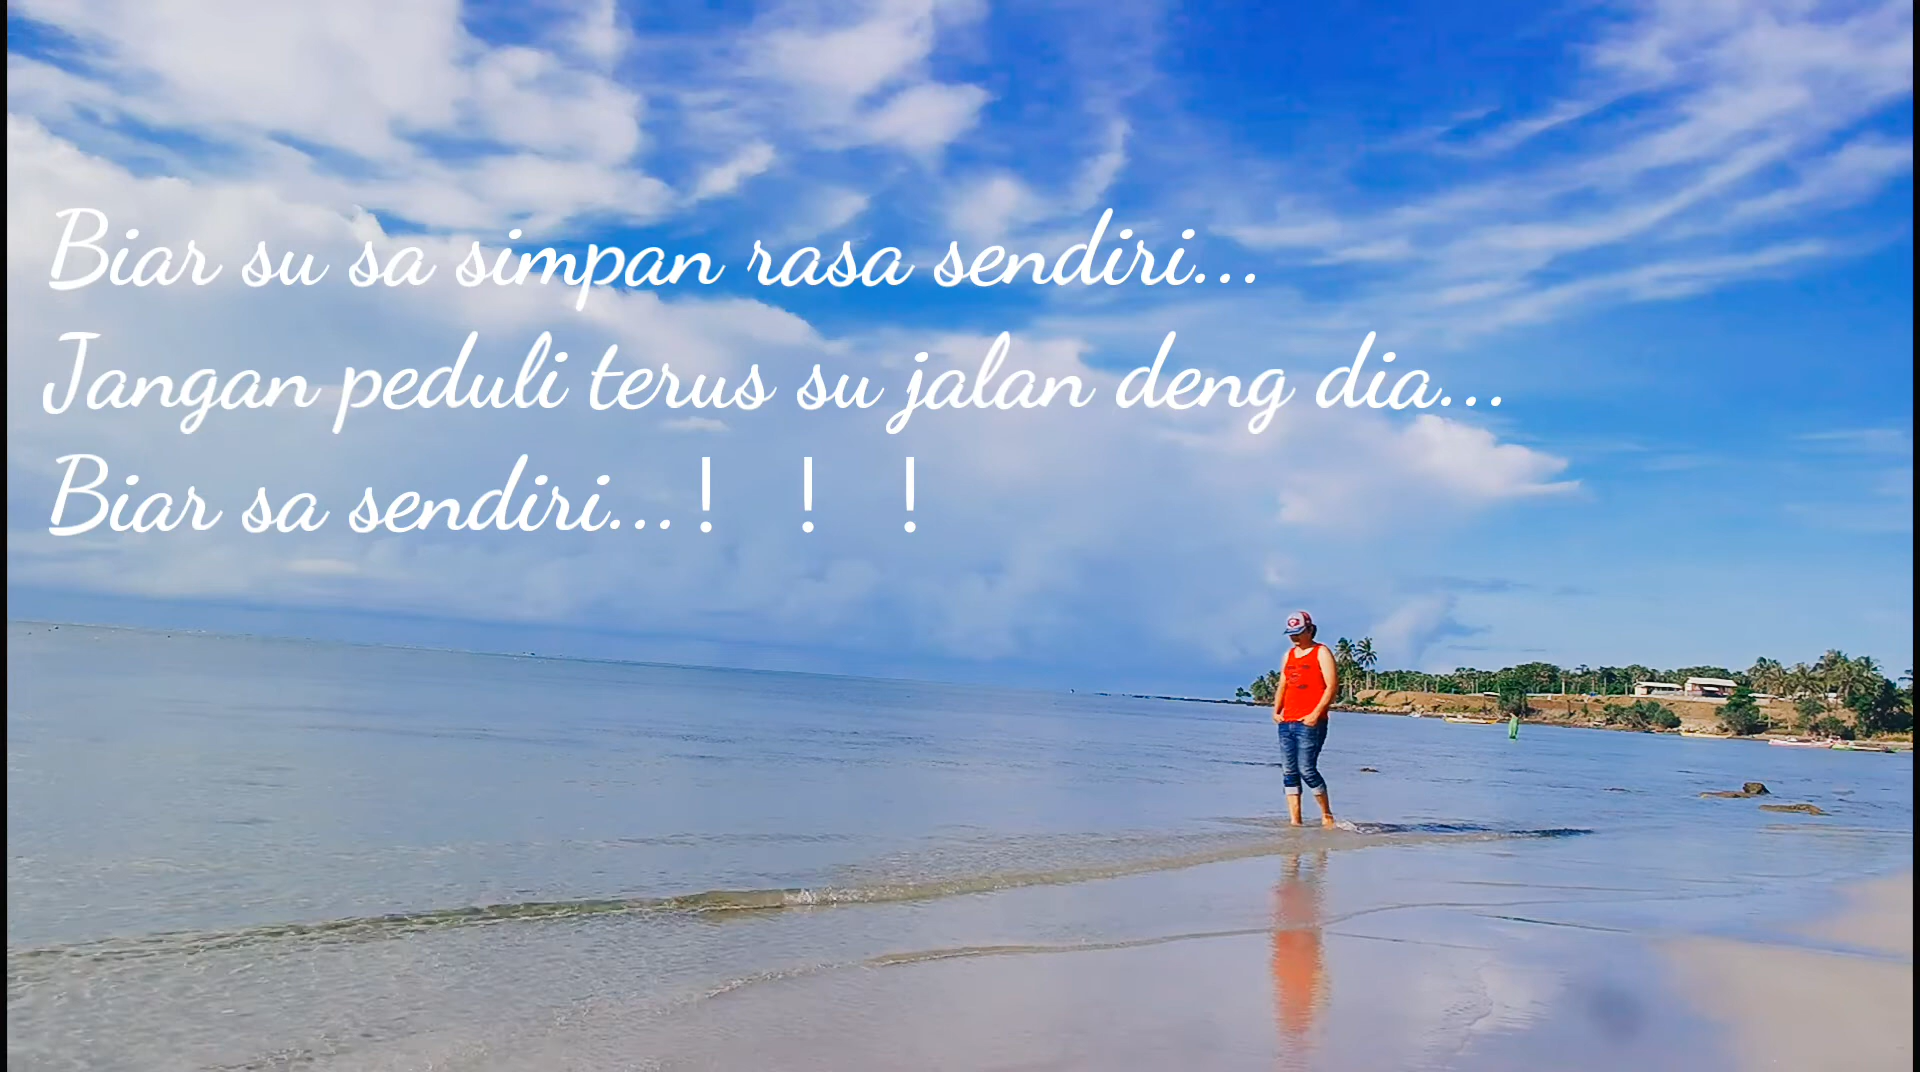 Biar su sa simpan rasa sendiri...
Jangan peduli terus su jalan deng dia...
Biar sa sendiri...！！！